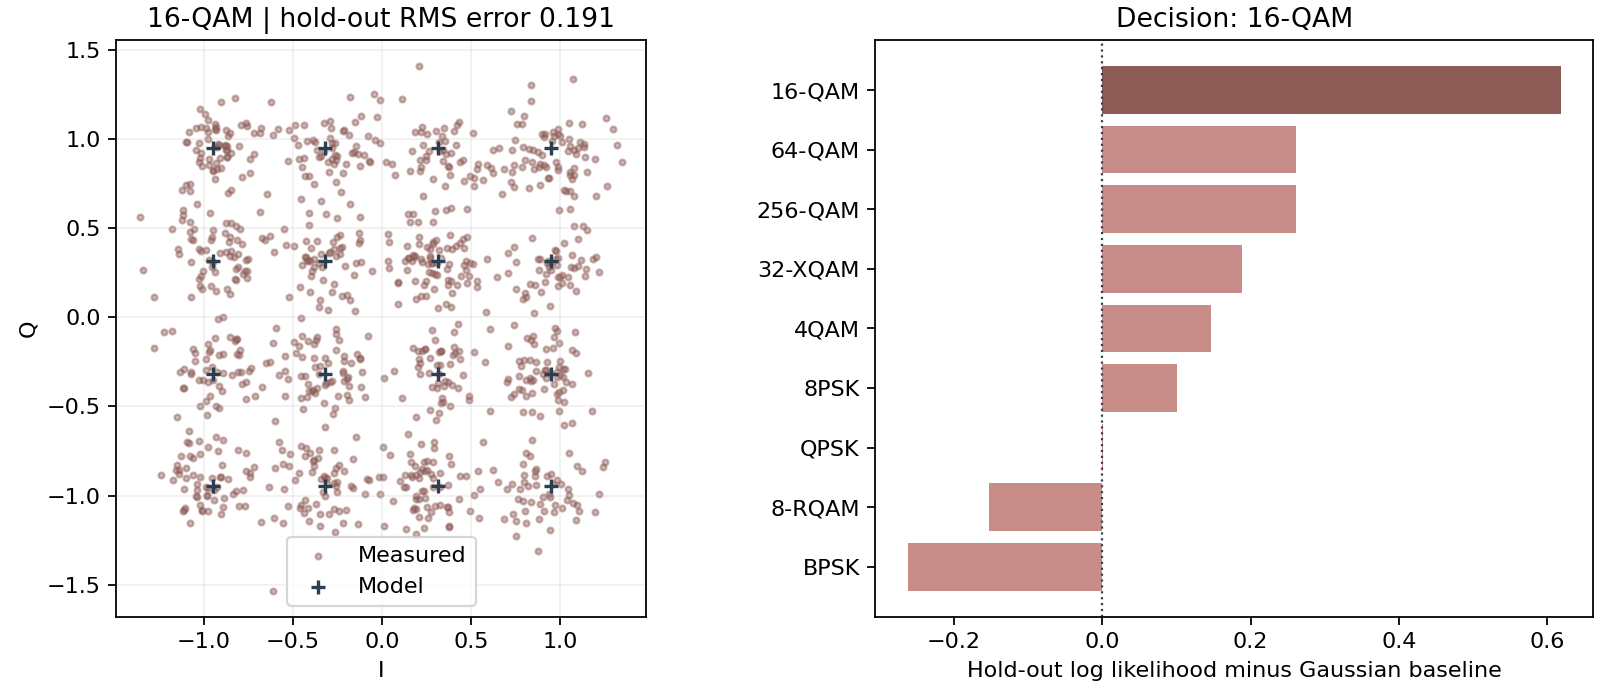 16-QAM | hold-out RMS error 0.191
1.5
1.0
0.5
0.0
−0.5
−1.0
−1.5
Q
−1.0
−0.5
0.0
0.5
1.0
I
Measured
Model
Decision: 16-QAM
16-QAM
64-QAM
256-QAM
32-XQAM
4QAM
8PSK
QPSK
8-RQAM
BPSK
−0.2
0.0
0.2
0.4
0.6
Hold-out log likelihood minus Gaussian baseline